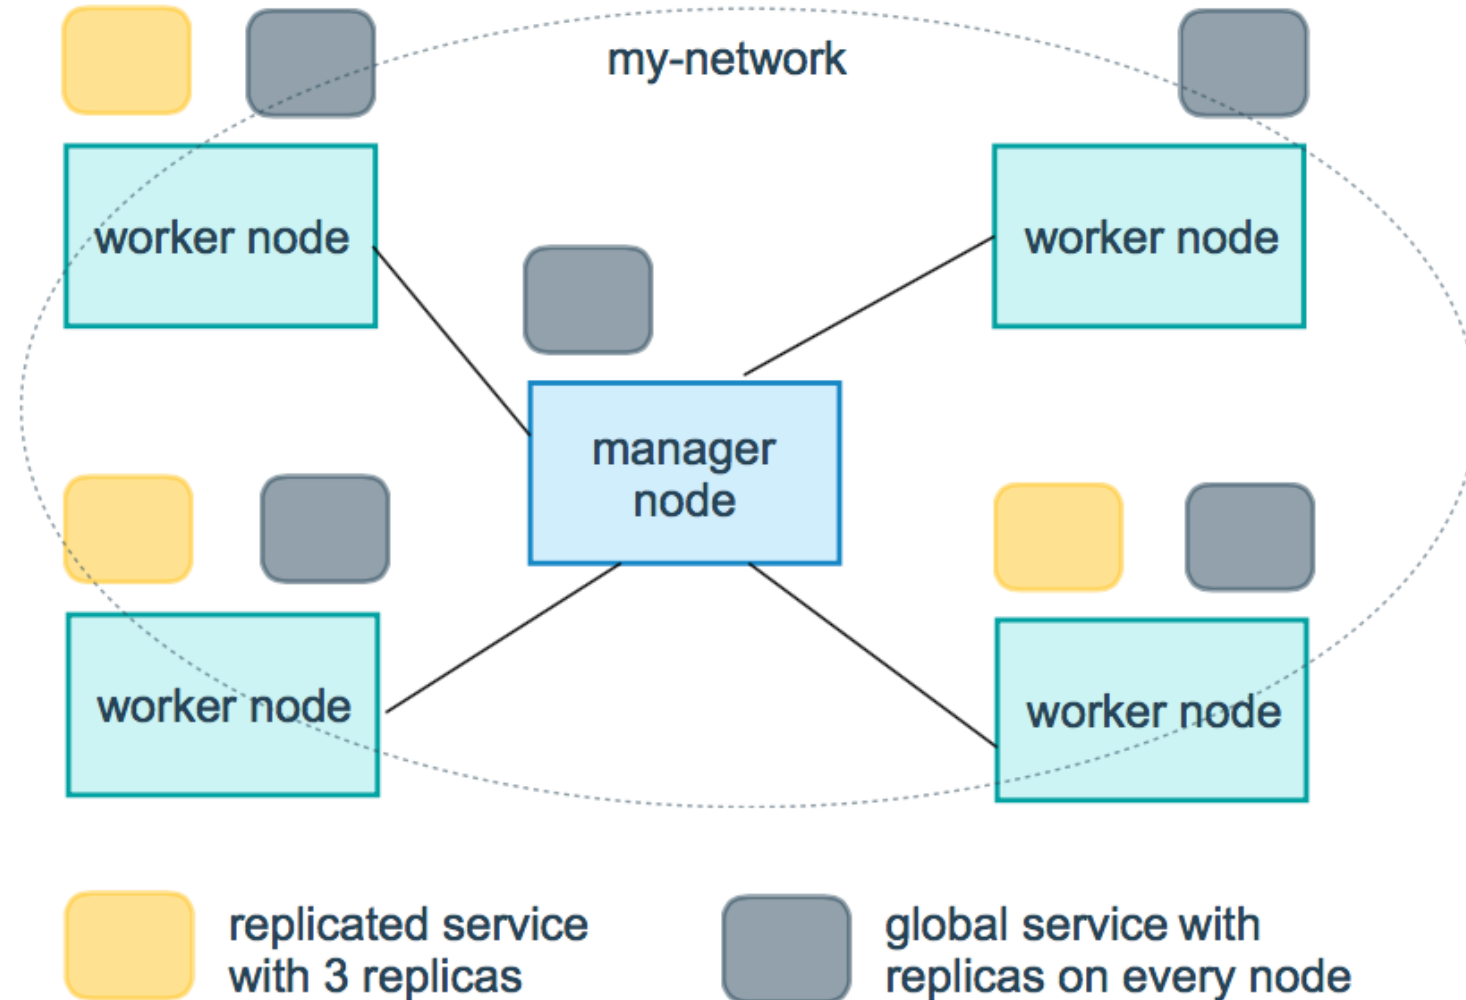 my-network
worker node
worker node
manager
node
worker node
worker node
replicated service
with 3 replicas
global service with
replicas on every node